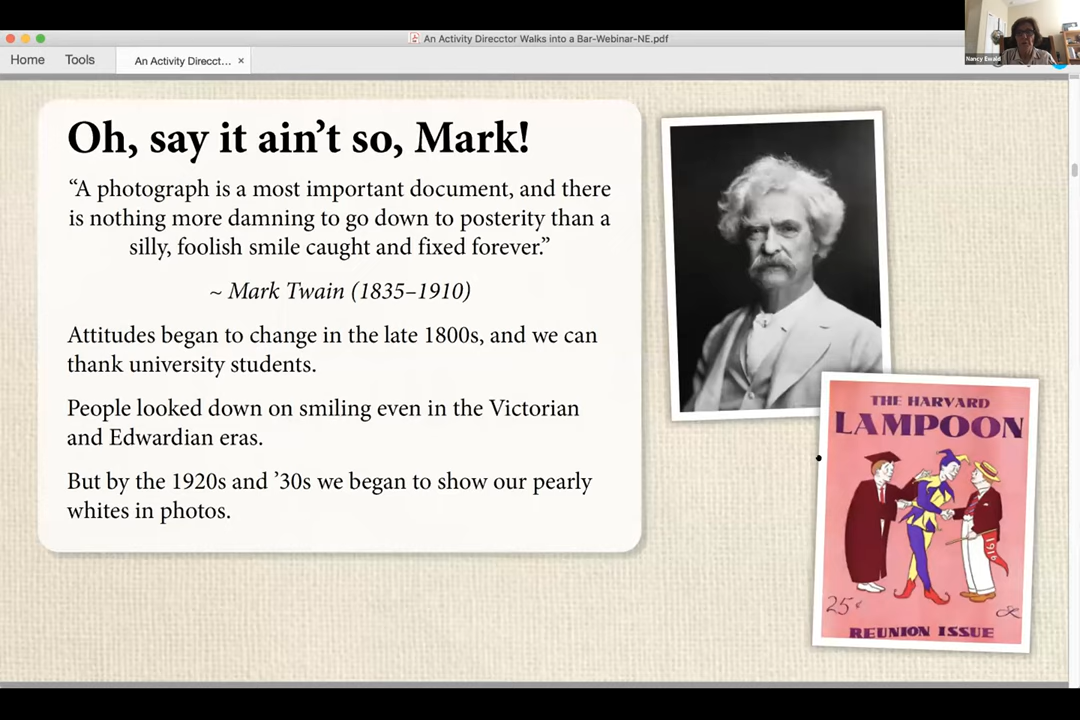 An Activity Direcctor Walks into a Bar-Webinar-NE.pdf
Home
Tools
An Activity Direcct...
Nancy Ewald
Oh, say it ain’t so, Mark!
“A photograph is a most important document, and there
is nothing more damning to go down to posterity than a
silly, foolish smile caught and fixed forever.”
~ Mark Twain (1835–1910)
Attitudes began to change in the late 1800s, and we can
thank university students.
People looked down on smiling even in the Victorian
and Edwardian eras.
But by the 1920s and ’30s we began to show our pearly
whites in photos.
THE HARVARD
LAMPOON
1916
25¢
REUNION ISSUE